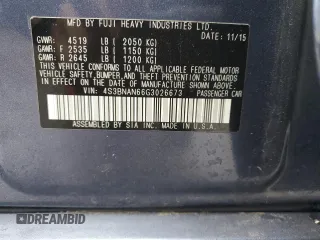 MFD. BY FUJI HEAVY INDUSTRIES LTD.
DATE: 11/15
GVWR: 4519 LB ( 2050 KG)
GAWR: F 2535 LB ( 1150 KG)
GAWR: R 2645 LB ( 1200 KG)
THIS VEHICLE CONFORMS TO ALL APPLICABLE FEDERAL MOTOR
VEHICLE SAFETY,BUMPER,AND THEFT PREVENTION STANDARDS
IN EFFECT ON THE DATE OF MANUFACTURE SHOWN ABOVE.
VIN: 4S3BNAN66G3026673 PASSENGER CAR
ASSEMBLED BY SIA INC. MADE IN U.S.A.
DREAMBID